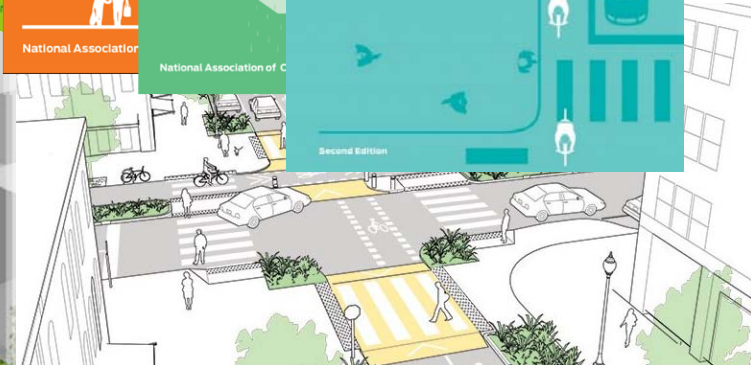 National Association
National Association of C
Second Edition